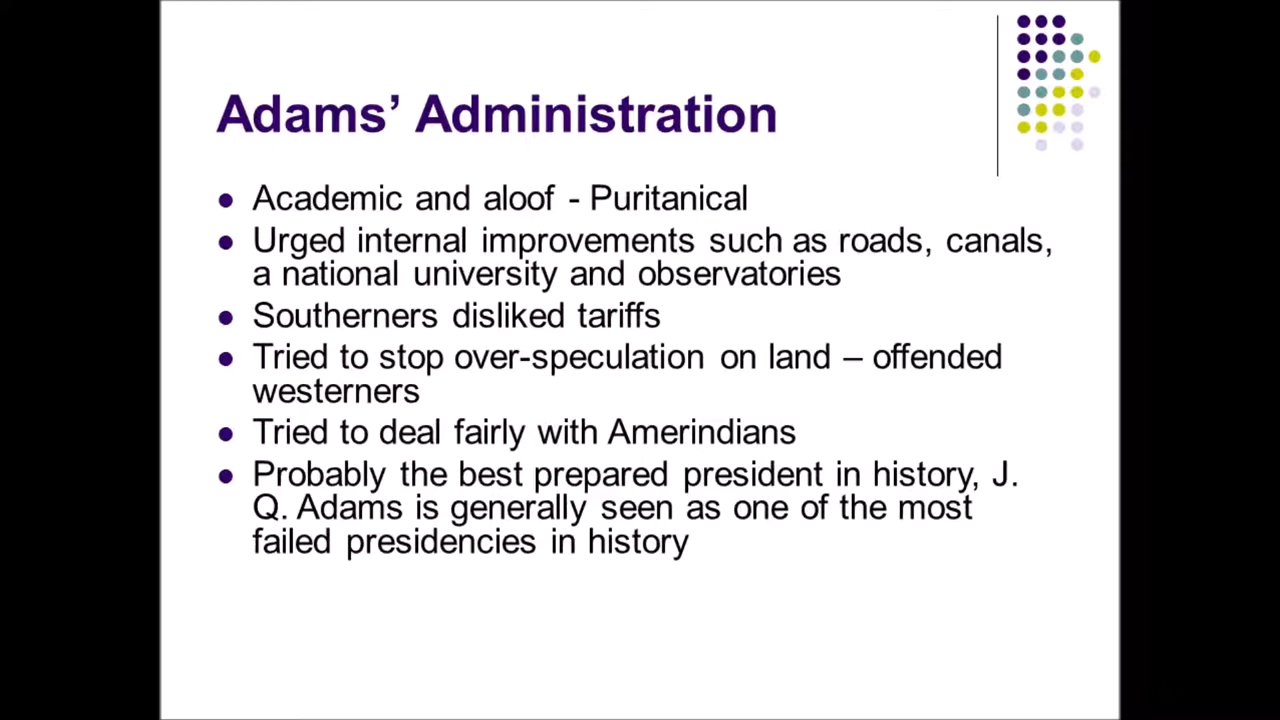 Adams’ Administration
● Academic and aloof - Puritanical
● Urged internal improvements such as roads, canals,
a national university and observatories
● Southerners disliked tariffs
● Tried to stop over-speculation on land – offended
westerners
● Tried to deal fairly with Amerindians
● Probably the best prepared president in history, J.
Q. Adams is generally seen as one of the most
failed presidencies in history